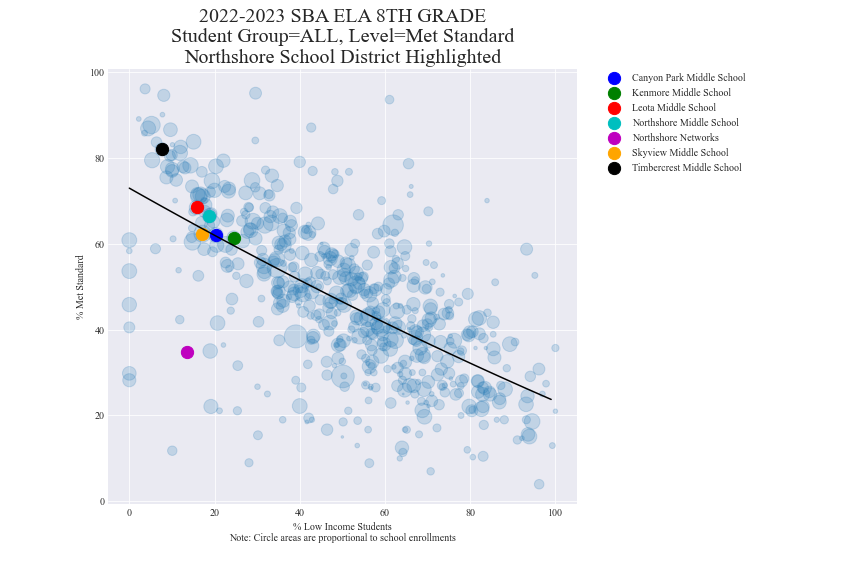 2022-2023 SBA ELA 8TH GRADE
Student Group=ALL, Level=Met Standard
Northshore School District Highlighted
100
80
60
40
20
0
% Met Standard
0 20 40 60 80 100
% Low Income Students
Note: Circle areas are proportional to school enrollments
Canyon Park Middle School
Kenmore Middle School
Leota Middle School
Northshore Middle School
Northshore Networks
Skyview Middle School
Timbercrest Middle School